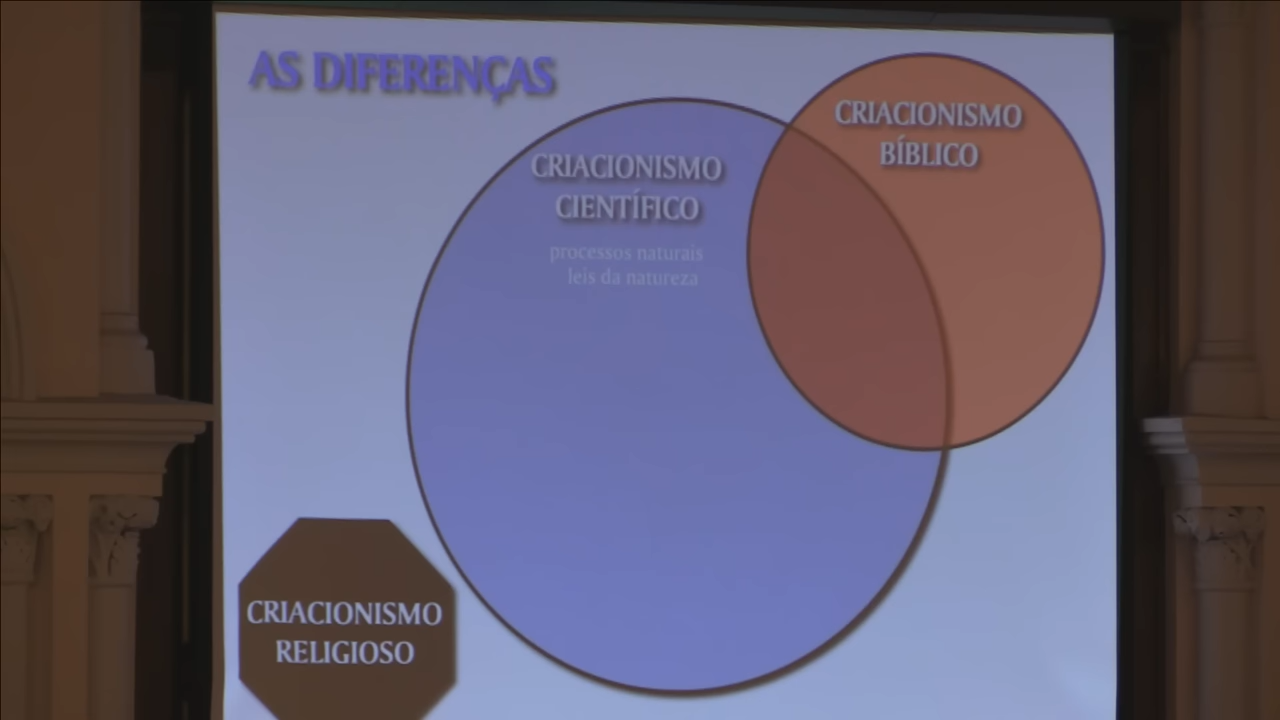 AS DIFERENÇAS
CRIACIONISMO
BÍBLICO
CRIACIONISMO
CIENTÍFICO
processos naturais
leis da natureza
CRIACIONISMO
RELIGIOSO